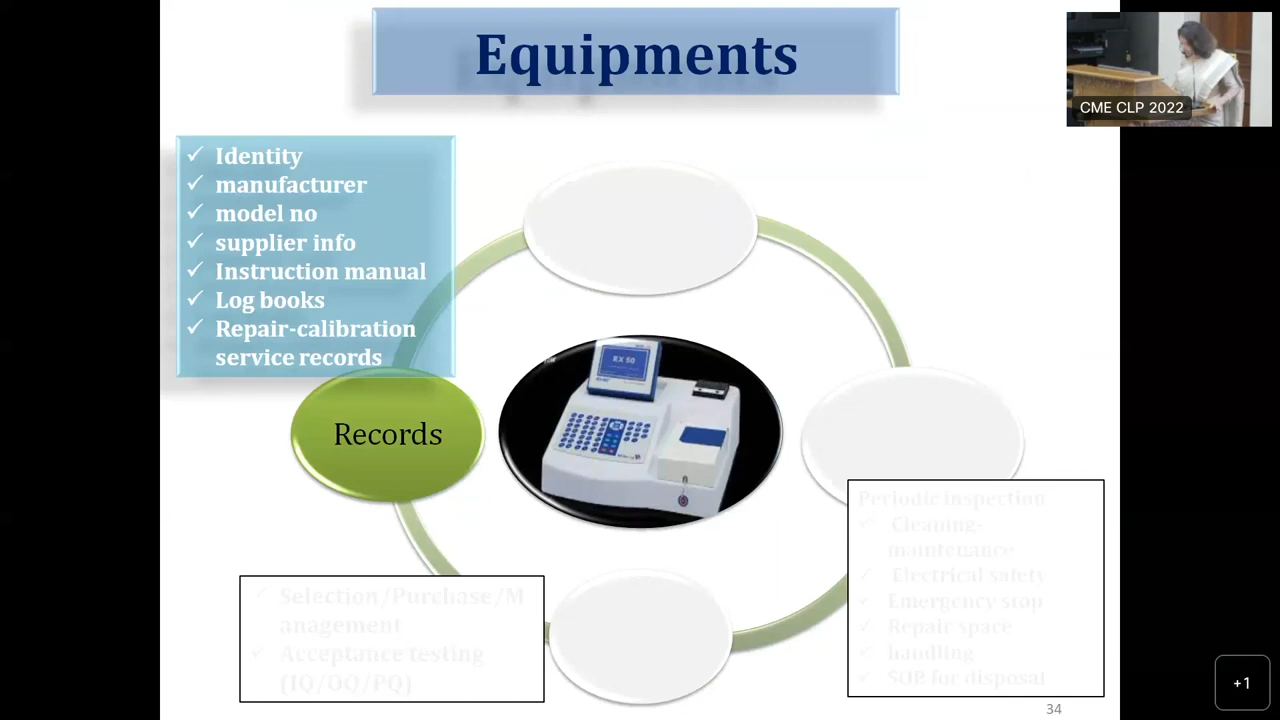 Equipments
CME CLP 2022
✓ Identity
✓ manufacturer
✓ model no
✓ supplier info
✓ Instruction manual
✓ Log books
✓ Repair-calibration
service records
Records
RX 50
Periodic inspection
✓ Cleaning-
maintenance
✓ Electrical safety
✓ Emergency stop
✓ Repair space
✓ handling
✓ SOP for disposal
✓ Selection/Purchase/M
anagement
✓ Acceptance testing
(IQ/OQ/PQ)
34
+1